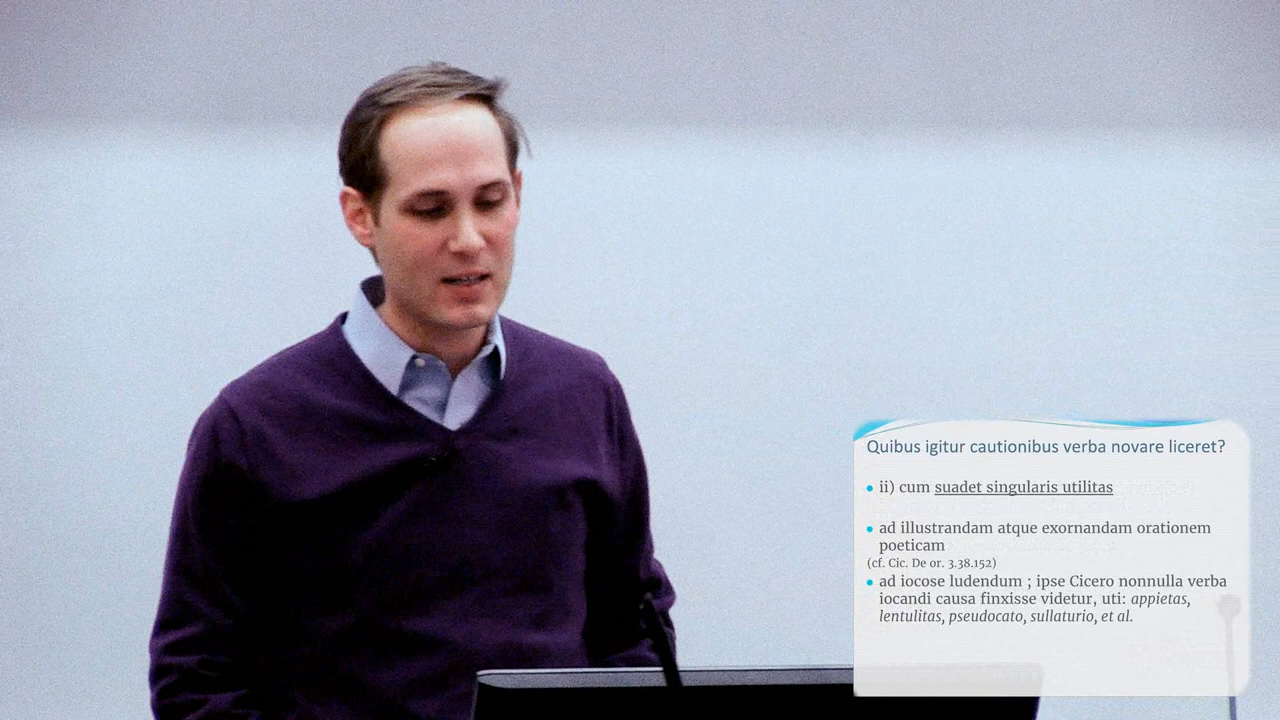 Quibus igitur cautionibus verba novare liceret?
ii) cum suadet singularis utilitas
ad illustrandam atque exornandam orationem
poeticam
(cf. Cic. De or. 3.38.152)
ad iocose ludendum ; ipse Cicero nonnulla verba
iocandi causa finxisse videtur, uti: appietas,
lentulitas, pseudocato, sullaturio, et al.